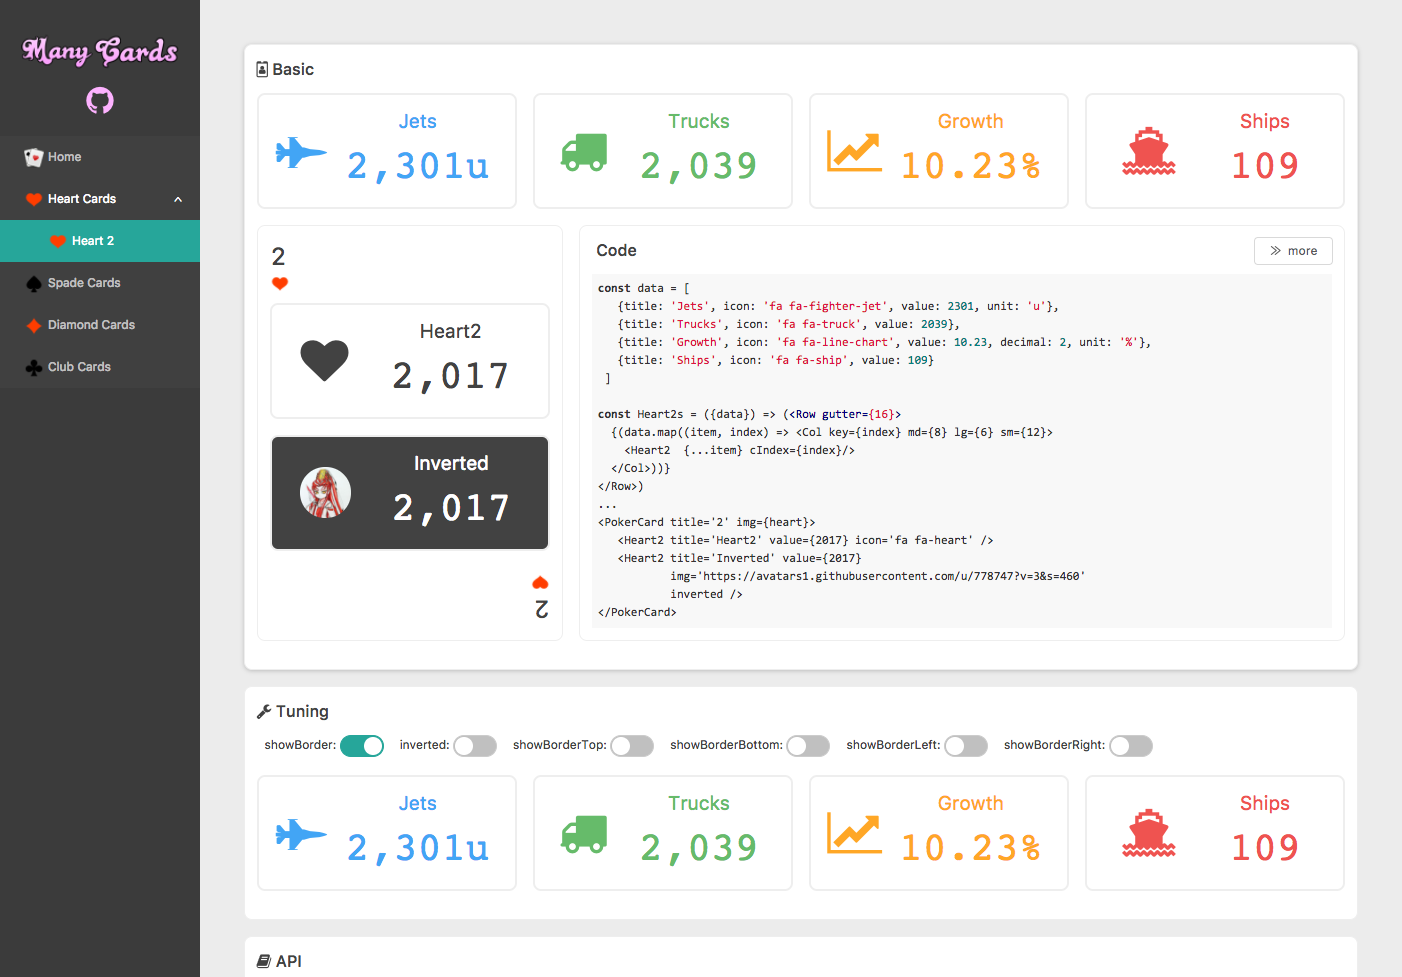 Many Cards
Home
Heart Cards
Heart 2
Spade Cards
Diamond Cards
Club Cards
Basic
Jets
2,301u
Trucks
2,039
Growth
10.23%
Ships
109
2
Heart2
2,017
Inverted
2,017
2
Code
more
const data = [
   {title: 'Jets', icon: 'fa fa-fighter-jet', value: 2301, unit: 'u'},
   {title: 'Trucks', icon: 'fa fa-truck', value: 2039},
   {title: 'Growth', icon: 'fa fa-line-chart', value: 10.23, decimal: 2, unit: '%'},
   {title: 'Ships', icon: 'fa fa-ship', value: 109}
 ]
const Heart2s = ({data}) => (<Row gutter={16}>
  {(data.map((item, index) => <Col key={index} md={8} lg={6} sm={12}>
    <Heart2  {...item} cIndex={index}/>
  </Col>))}
</Row>)
...
<PokerCard title='2' img={heart}>
   <Heart2 title='Heart2' value={2017} icon='fa fa-heart' />
   <Heart2 title='Inverted' value={2017}
           img='https://avatars1.githubusercontent.com/u/778747?v=3&s=460'
           inverted />
</PokerCard>
Tuning
showBorder: inverted: showBorderTop: showBorderBottom: showBorderLeft: showBorderRight:
Jets
2,301u
Trucks
2,039
Growth
10.23%
Ships
109
API